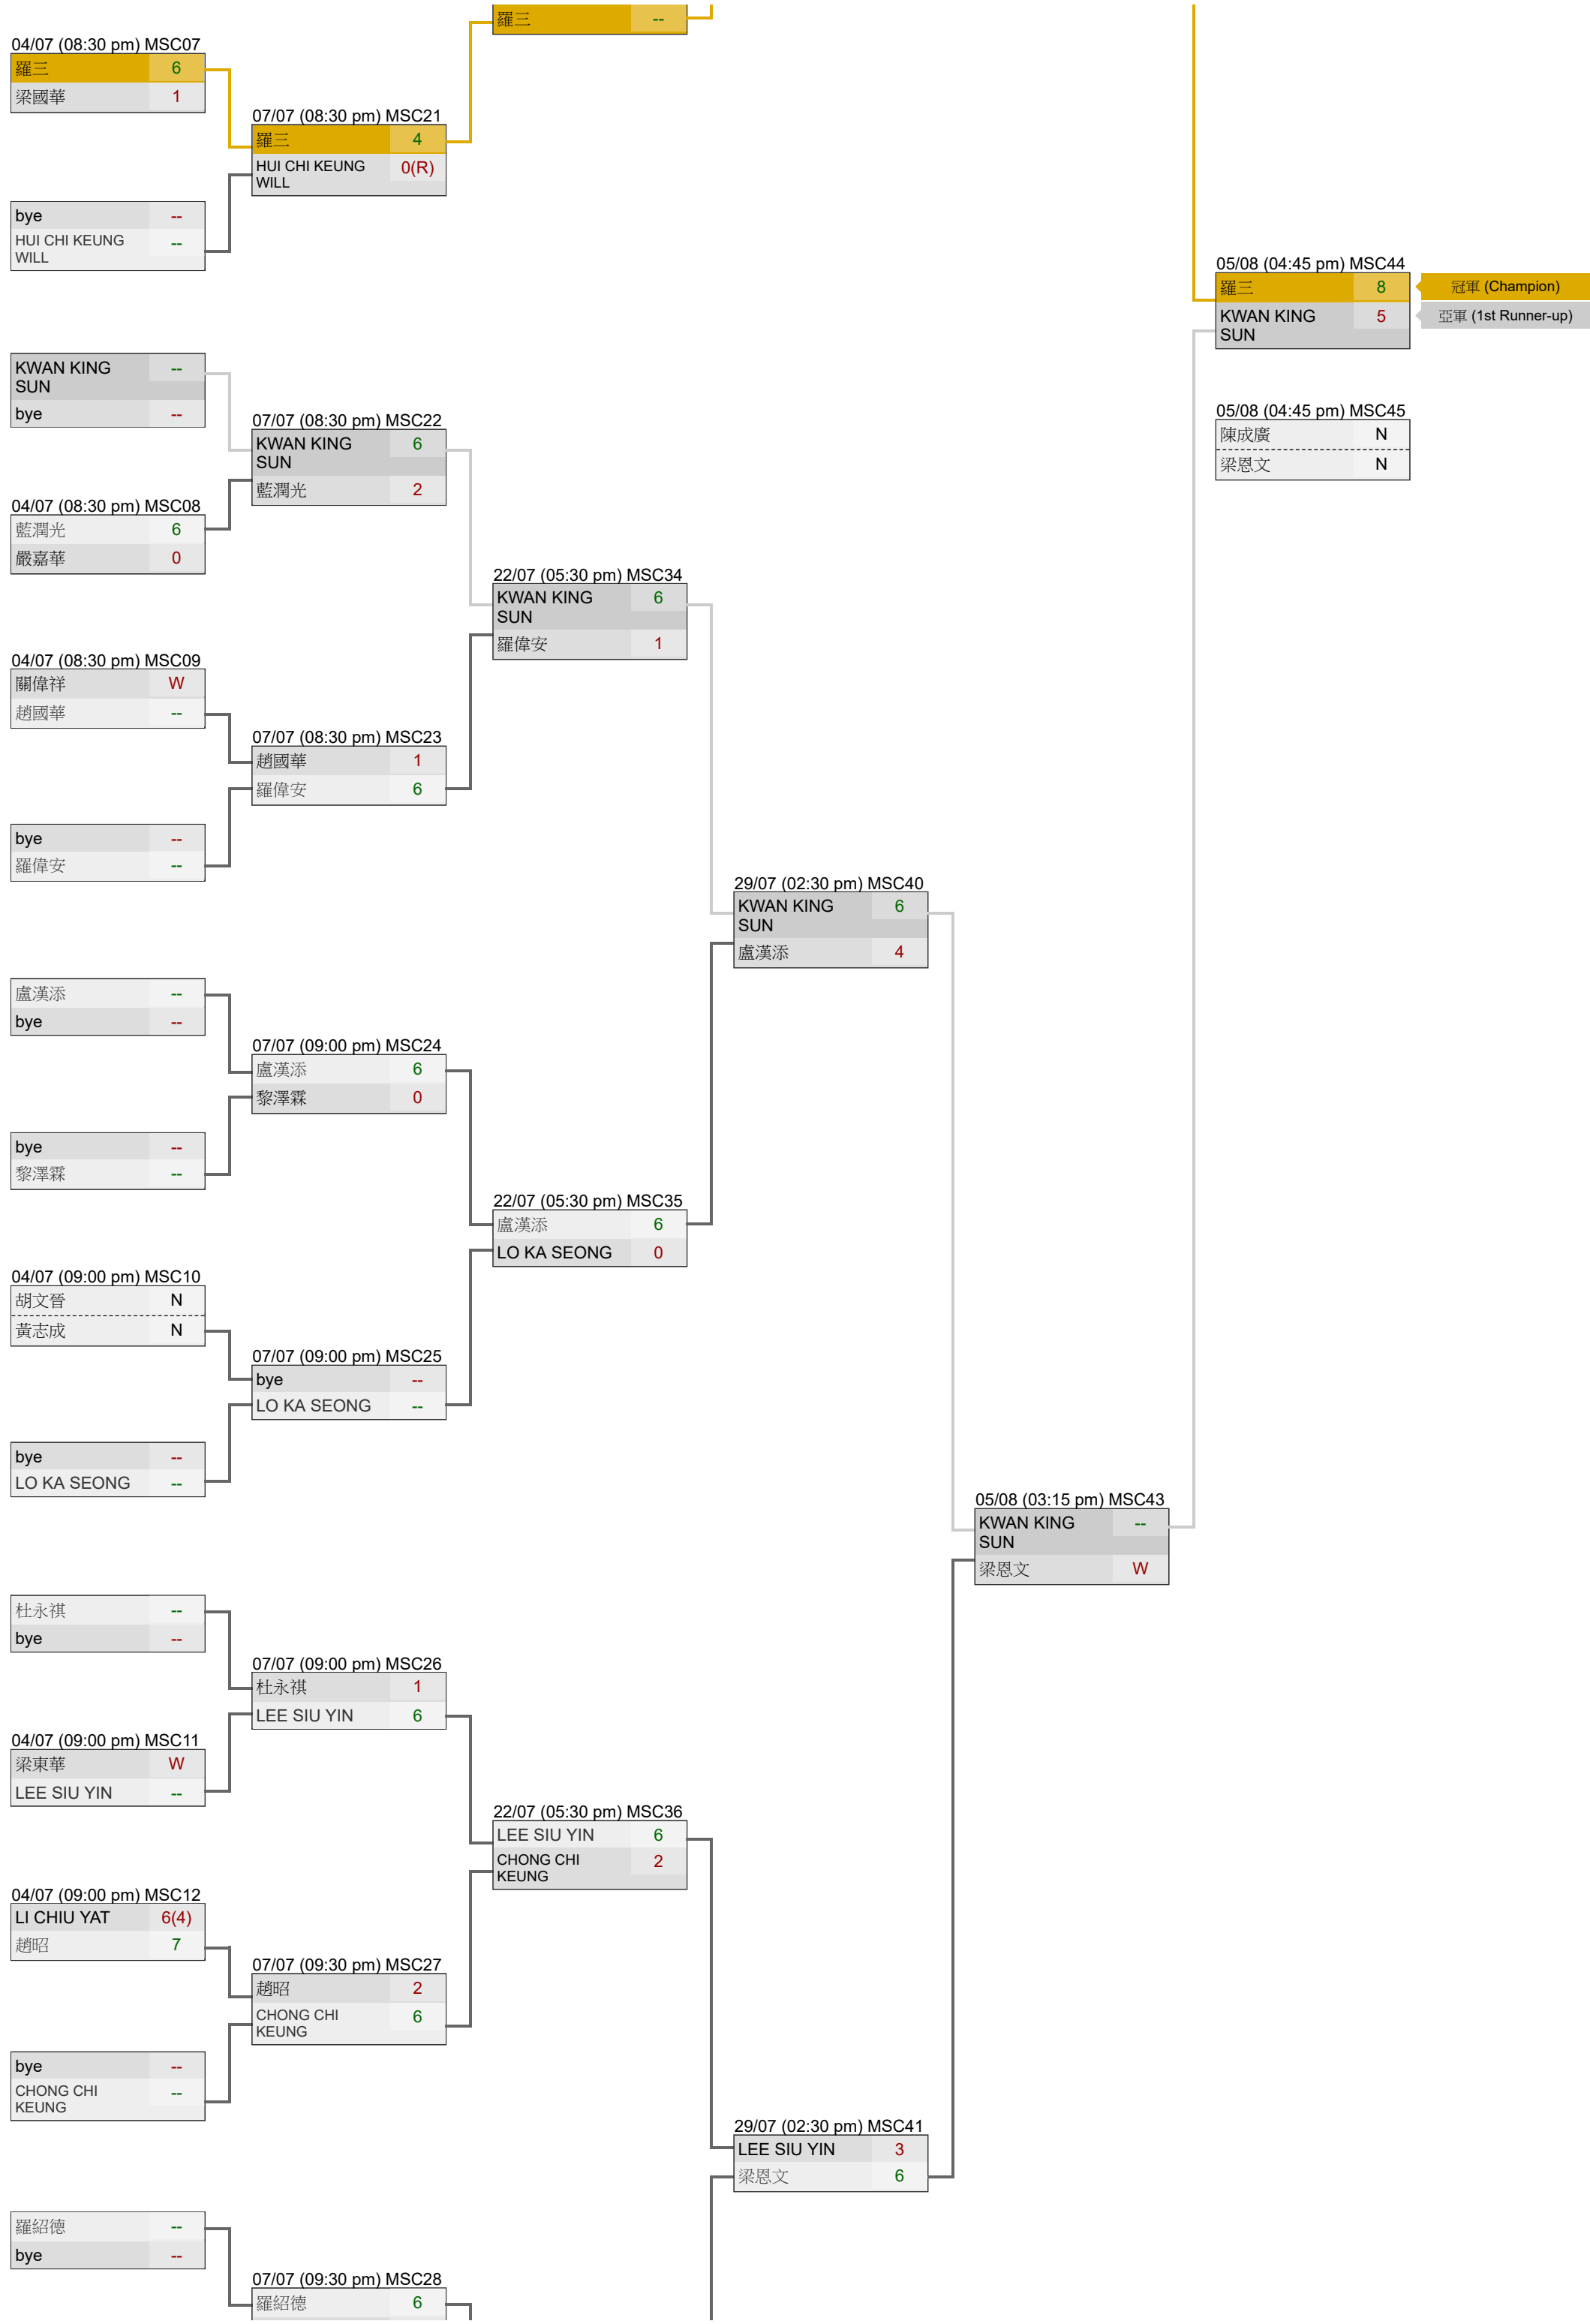 羅三 --
04/07 (08:30 pm) MSC07
羅三 6
梁國華 1
07/07 (08:30 pm) MSC21
羅三 4
HUI CHI KEUNG 0(R)
WILL
bye --
HUI CHI KEUNG --
WILL
05/08 (04:45 pm) MSC44
羅三 8 冠軍 (Champion)
KWAN KING 5 亞軍 (1st Runner-up)
SUN
KWAN KING --
SUN
bye --
07/07 (08:30 pm) MSC22
KWAN KING 6
SUN
藍潤光 2
05/08 (04:45 pm) MSC45
陳成廣 N
梁恩文 N
04/07 (08:30 pm) MSC08
藍潤光 6
嚴嘉華 0
22/07 (05:30 pm) MSC34
KWAN KING 6
SUN
羅偉安 1
04/07 (08:30 pm) MSC09
關偉祥 W
趙國華 --
07/07 (08:30 pm) MSC23
趙國華 1
羅偉安 6
bye --
羅偉安 --
29/07 (02:30 pm) MSC40
KWAN KING 6
SUN
盧漢添 4
盧漢添 --
bye --
07/07 (09:00 pm) MSC24
盧漢添 6
黎澤霖 0
bye --
黎澤霖 --
22/07 (05:30 pm) MSC35
盧漢添 6
LO KA SEONG 0
04/07 (09:00 pm) MSC10
胡文晉 N
黃志成 N
07/07 (09:00 pm) MSC25
bye --
LO KA SEONG --
bye --
LO KA SEONG --
05/08 (03:15 pm) MSC43
KWAN KING --
SUN
梁恩文 W
杜永祺 --
bye --
07/07 (09:00 pm) MSC26
杜永祺 1
LEE SIU YIN 6
04/07 (09:00 pm) MSC11
梁東華 W
LEE SIU YIN --
22/07 (05:30 pm) MSC36
LEE SIU YIN 6
CHONG CHI 2
KEUNG
04/07 (09:00 pm) MSC12
LI CHIU YAT 6(4)
趙昭 7
07/07 (09:30 pm) MSC27
趙昭 2
CHONG CHI 6
KEUNG
bye --
CHONG CHI --
KEUNG
29/07 (02:30 pm) MSC41
LEE SIU YIN 3
梁恩文 6
羅紹德 --
bye --
07/07 (09:30 pm) MSC28
羅紹德 6